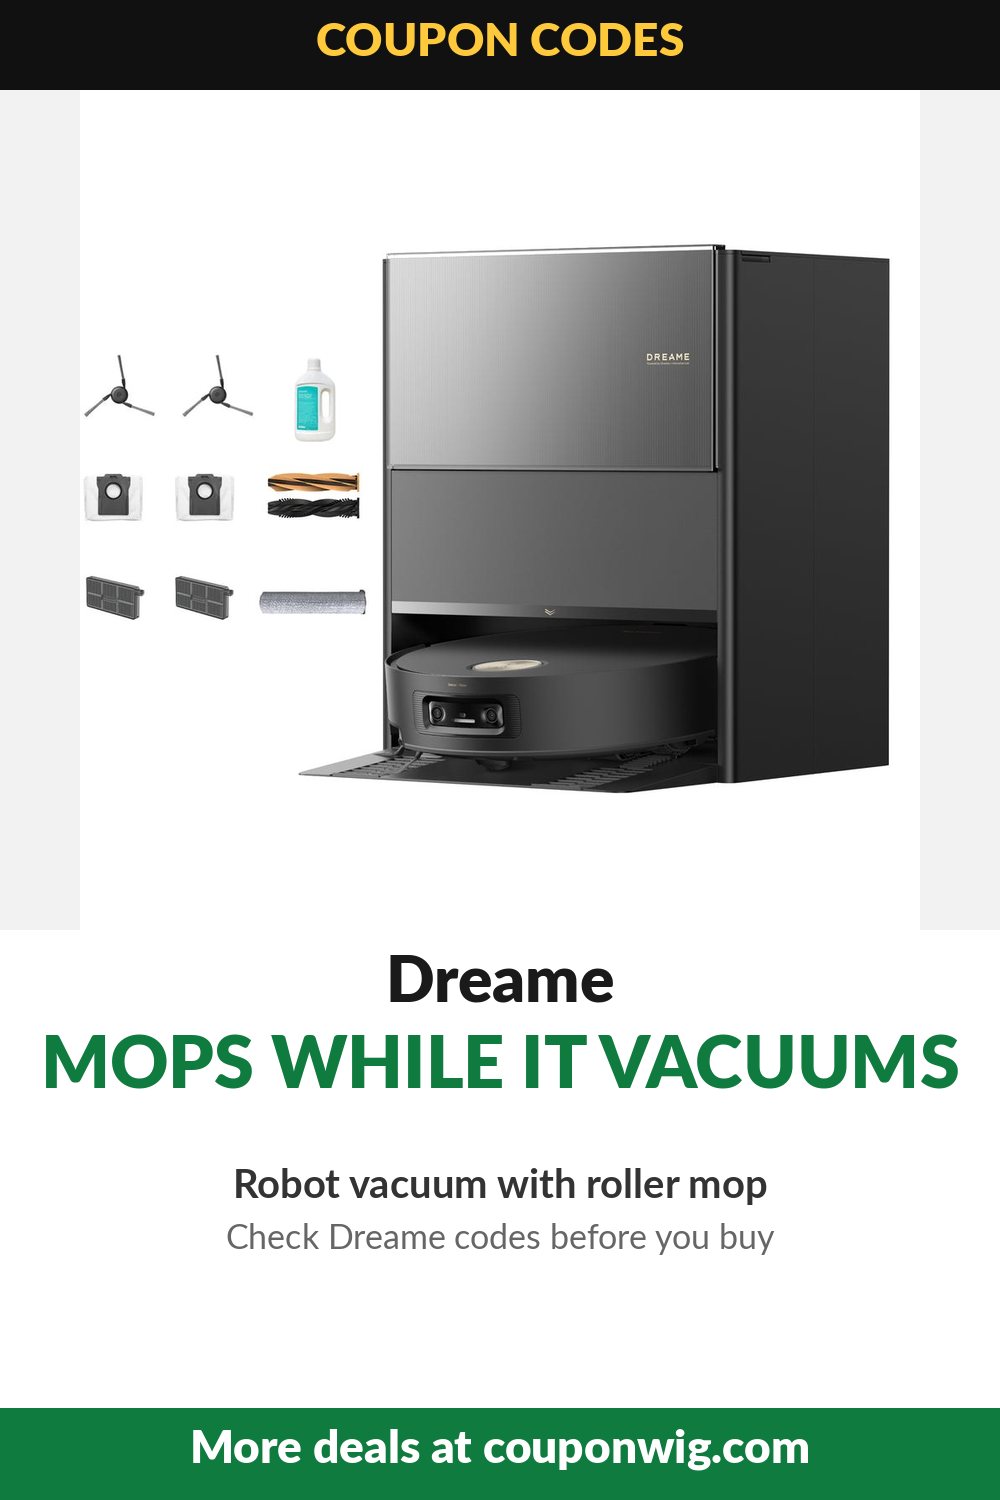 COUPON CODES
DREAME
Dreame
MOPS WHILE IT VACUUMS
Robot vacuum with roller mop
Check Dreame codes before you buy
More deals at couponwig.com